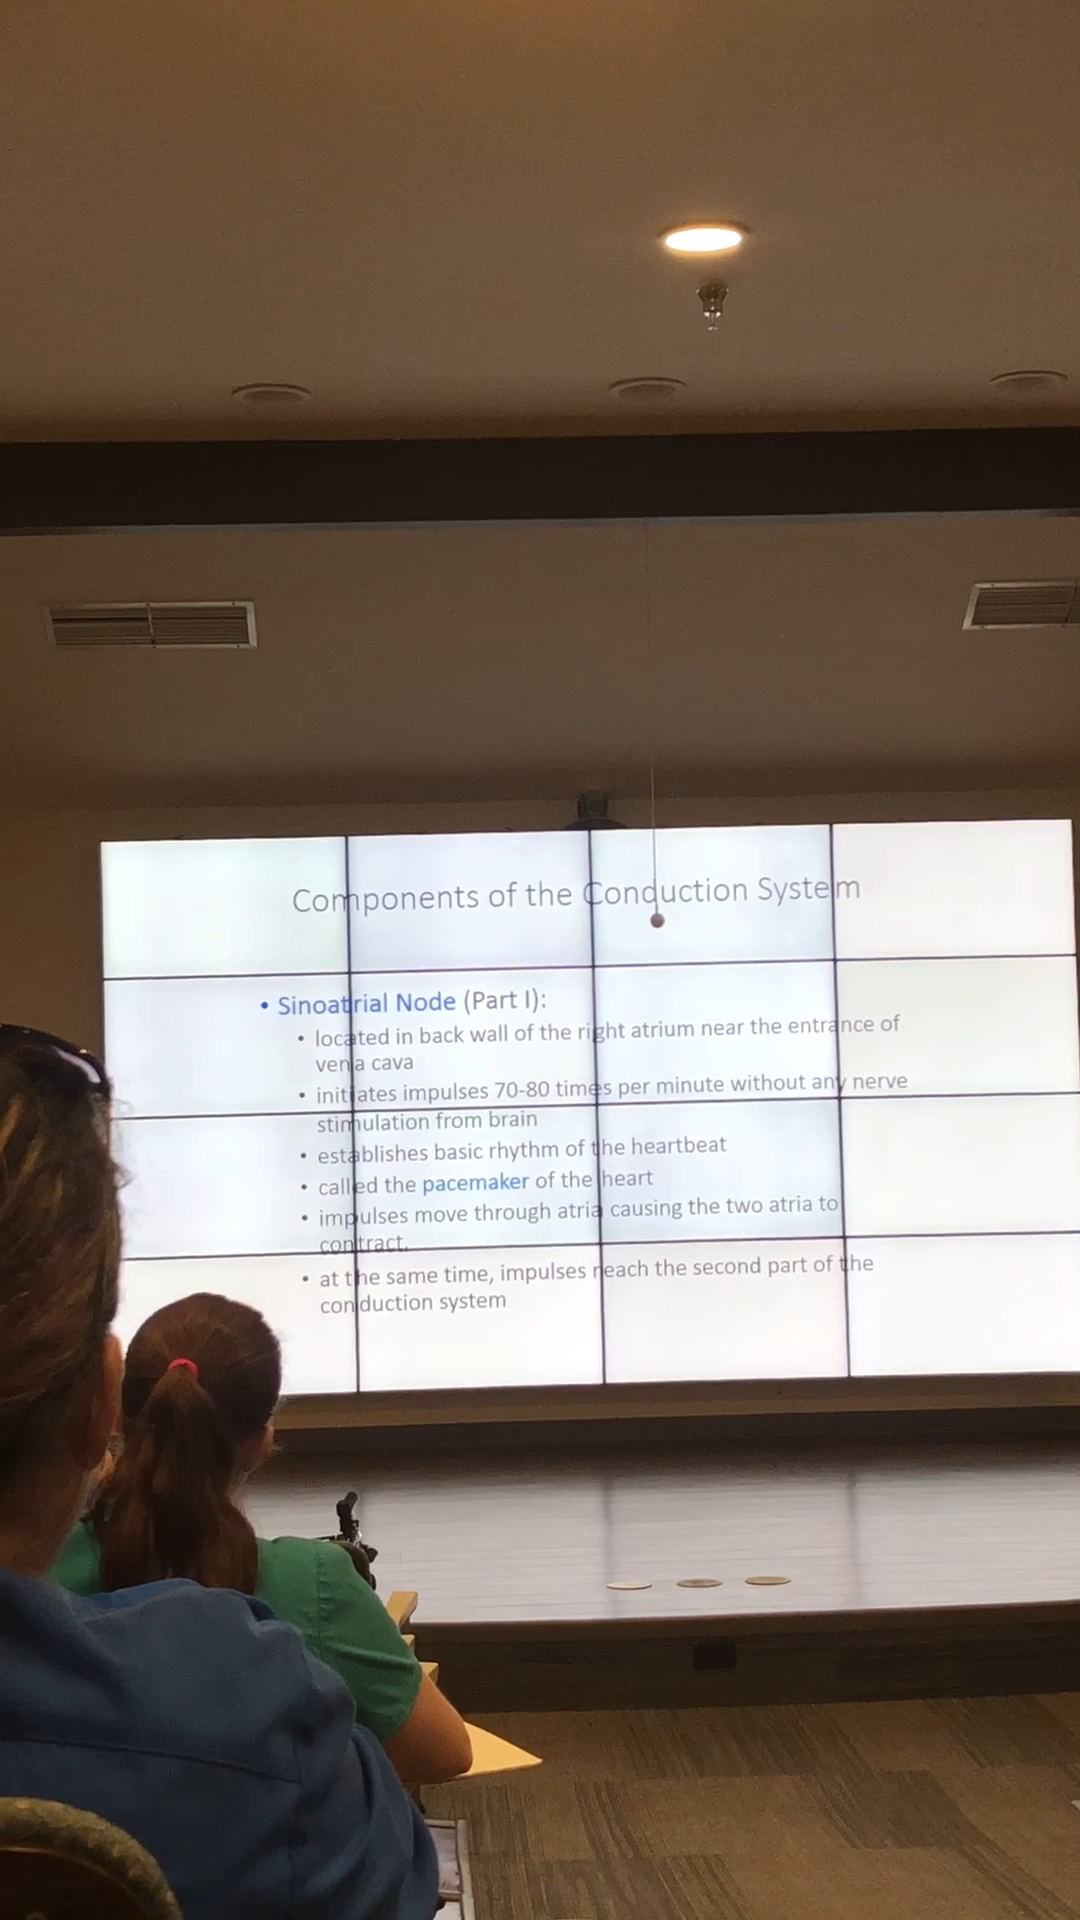 Components of the Conduction System
• Sinoatrial Node (Part I):
• located in back wall of the right atrium near the entrance of
vena cava
• initiates impulses 70-80 times per minute without any nerve
stimulation from brain
• establishes basic rhythm of the heartbeat
• called the pacemaker of the heart
• impulses move through atria causing the two atria to
contract.
• at the same time, impulses reach the second part of the
conduction system